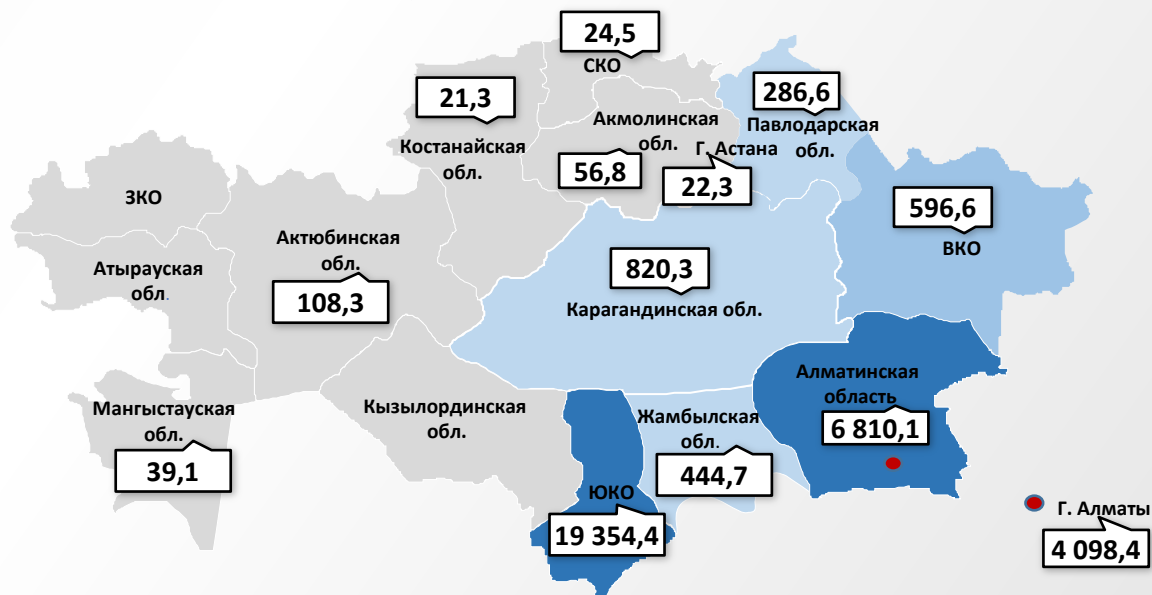 24,5
СКО
21,3
Костанайская
обл.
Акмолинская
обл.
56,8
Г. Астана
22,3
286,6
Павлодарская
обл.
596,6
ВКО
ЗКО
Атырауская
обл.
Актюбинская
обл.
108,3
820,3
Карагандинская обл.
Мангыстауская
обл.
39,1
Кызылординская
обл.
ЮКО
19 354,4
Жамбылская
обл.
444,7
Алматинская
область
6 810,1
Г. Алматы
4 098,4